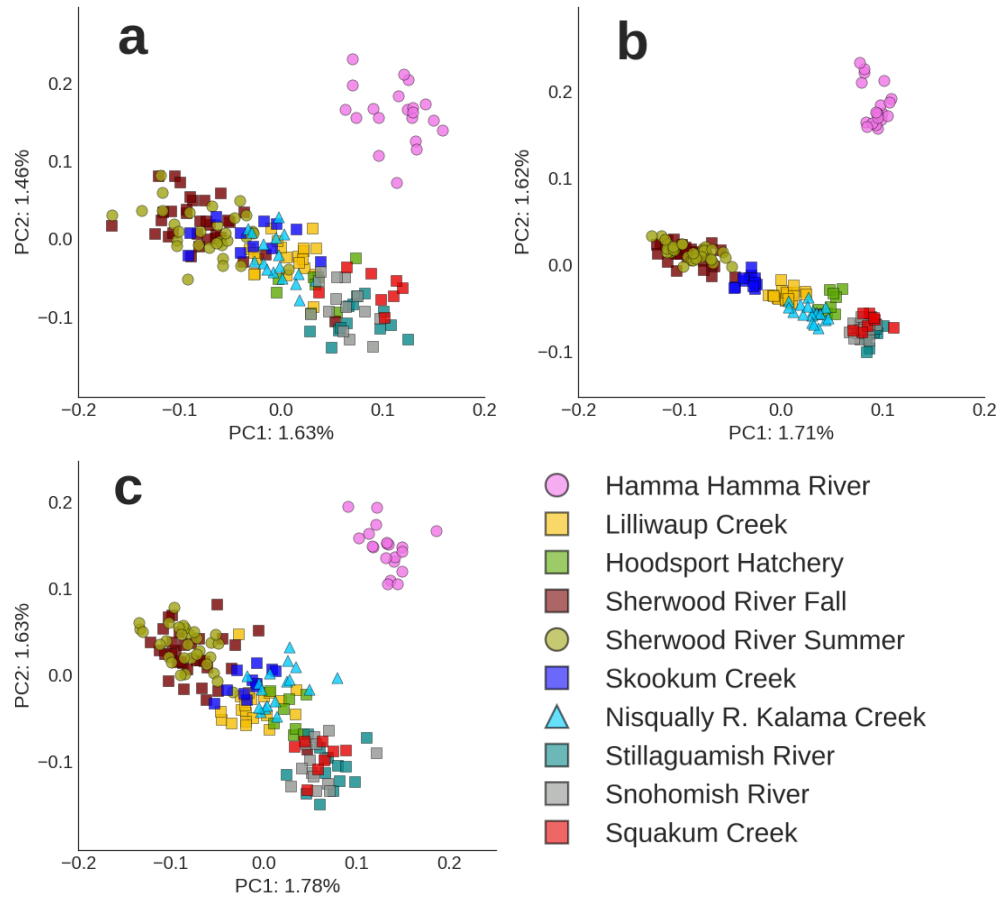 a
0.2
0.1
0.0
−0.1
PC2: 1.46%
−0.2
−0.1
0.0
0.1
0.2
PC1: 1.63%
b
0.2
0.1
0.0
−0.1
PC2: 1.62%
−0.2
−0.1
0.0
0.1
0.2
PC1: 1.71%
c
0.2
0.1
0.0
−0.1
PC2: 1.63%
−0.2
−0.1
0.0
0.1
0.2
PC1: 1.78%
Hamma Hamma River
Lilliwaup Creek
Hoodsport Hatchery
Sherwood River Fall
Sherwood River Summer
Skookum Creek
Nisqually R. Kalama Creek
Stillaguamish River
Snohomish River
Squakum Creek